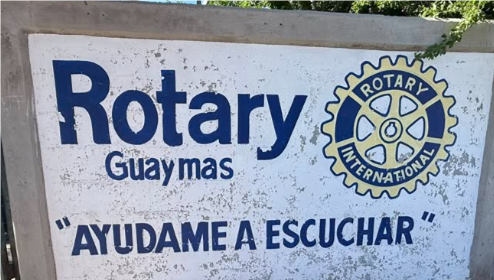 Rotary
Guaymas
ROTARY
INTERNATIONAL
"AYUDAME A ESCUCHAR"